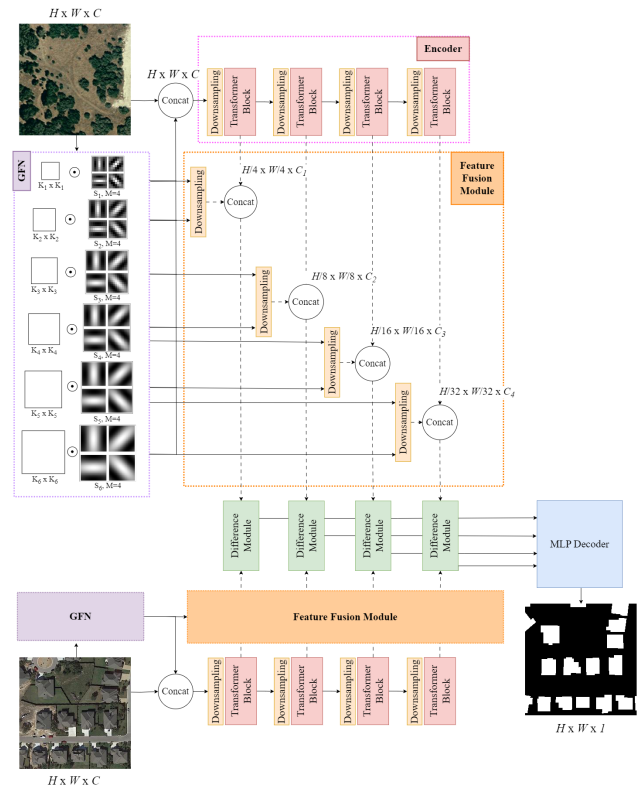 H x W x C
Encoder
H x W x C
Concat
Downsampling
Transformer
Block
Downsampling
Transformer
Block
Downsampling
Transformer
Block
Downsampling
Transformer
Block
GFN
K1 x K1
S1, M=4
K2 x K2
S2, M=4
K3 x K3
S3, M=4
K4 x K4
S4, M=4
K5 x K5
S5, M=4
K6 x K6
S6, M=4
Feature
Fusion
Module
Downsampling
H/4 x W/4 x C1
Concat
Downsampling
H/8 x W/8 x C2
Concat
Downsampling
H/16 x W/16 x C3
Concat
Downsampling
H/32 x W/32 x C4
Concat
Difference
Module
Difference
Module
Difference
Module
Difference
Module
MLP Decoder
GFN
Feature Fusion Module
Concat
Downsampling
Transformer
Block
Downsampling
Transformer
Block
Downsampling
Transformer
Block
Downsampling
Transformer
Block
H x W x 1
H x W x C